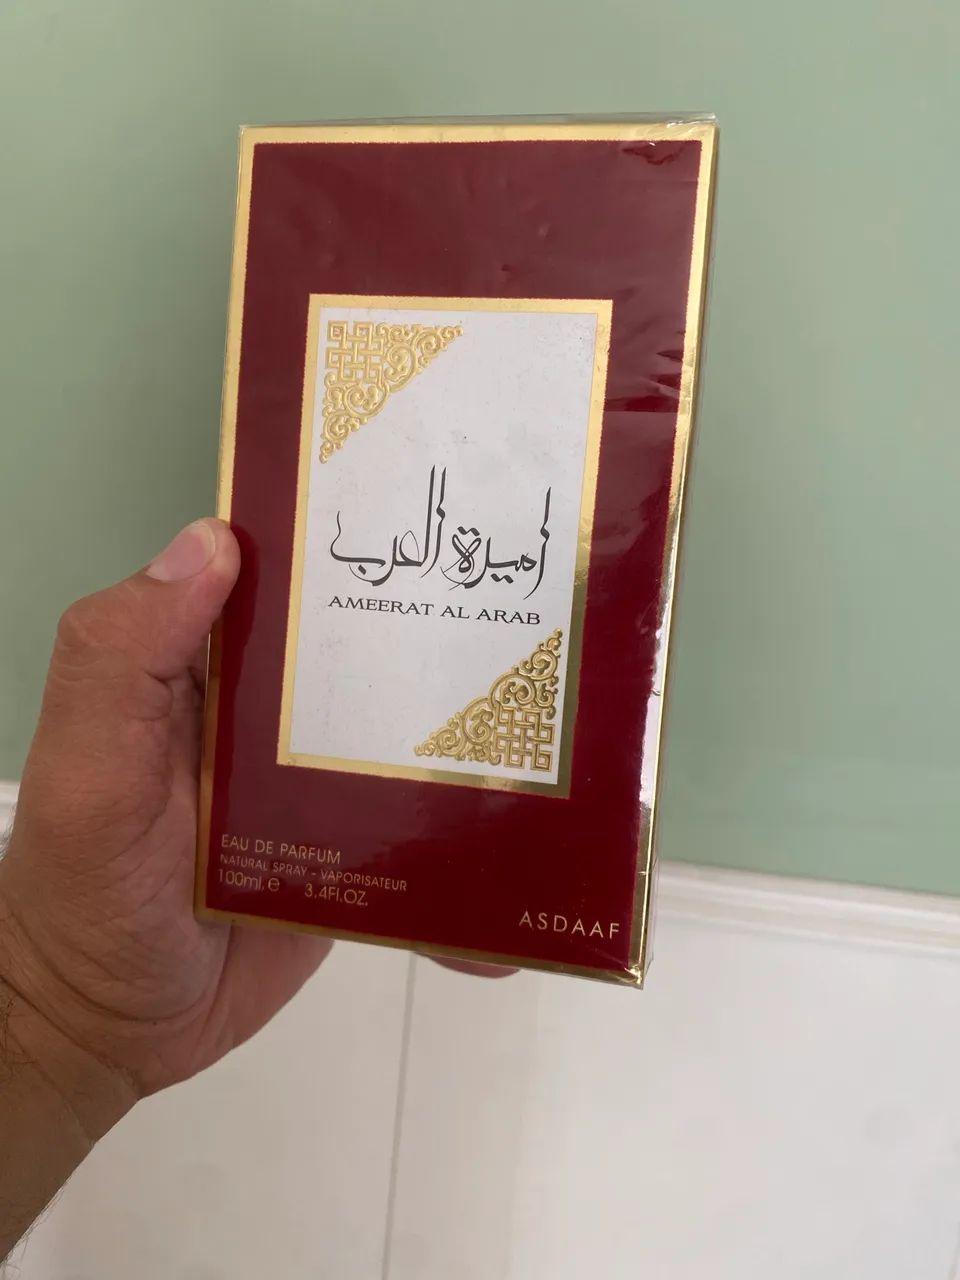 اميرة العرب
AMEERAT AL ARAB
EAU DE PARFUM
NATURAL SPRAY - VAPORISATEUR
100ml. e 3.4Fl.OZ.
ASDAAF